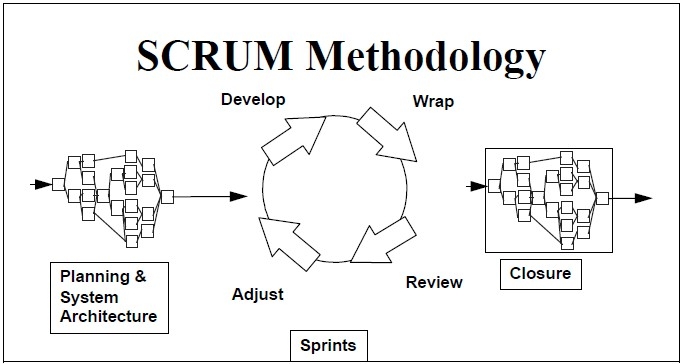 SCRUM Methodology
Develop
Wrap
Planning &
System
Architecture
Adjust
Review
Closure
Sprints